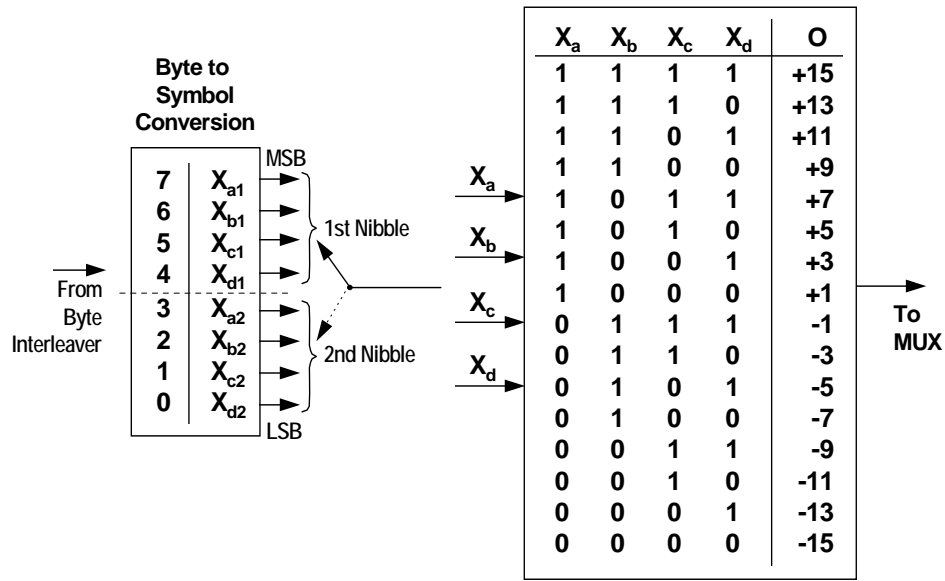 Byte to
Symbol
Conversion
From
Byte
Interleaver
MSB
7 Xa1
6 Xb1
5 Xc1
4 Xd1
3 Xa2
2 Xb2
1 Xc2
0 Xd2
LSB
1st Nibble
2nd Nibble
Xa
Xb
Xc
Xd
Xa Xb Xc Xd O
1 1 1 1 +15
1 1 1 0 +13
1 1 0 1 +11
1 1 0 0 +9
1 0 1 1 +7
1 0 1 0 +5
1 0 0 1 +3
1 0 0 0 +1
0 1 1 1 -1
0 1 1 0 -3
0 1 0 1 -5
0 1 0 0 -7
0 0 1 1 -9
0 0 1 0 -11
0 0 0 1 -13
0 0 0 0 -15
To
MUX